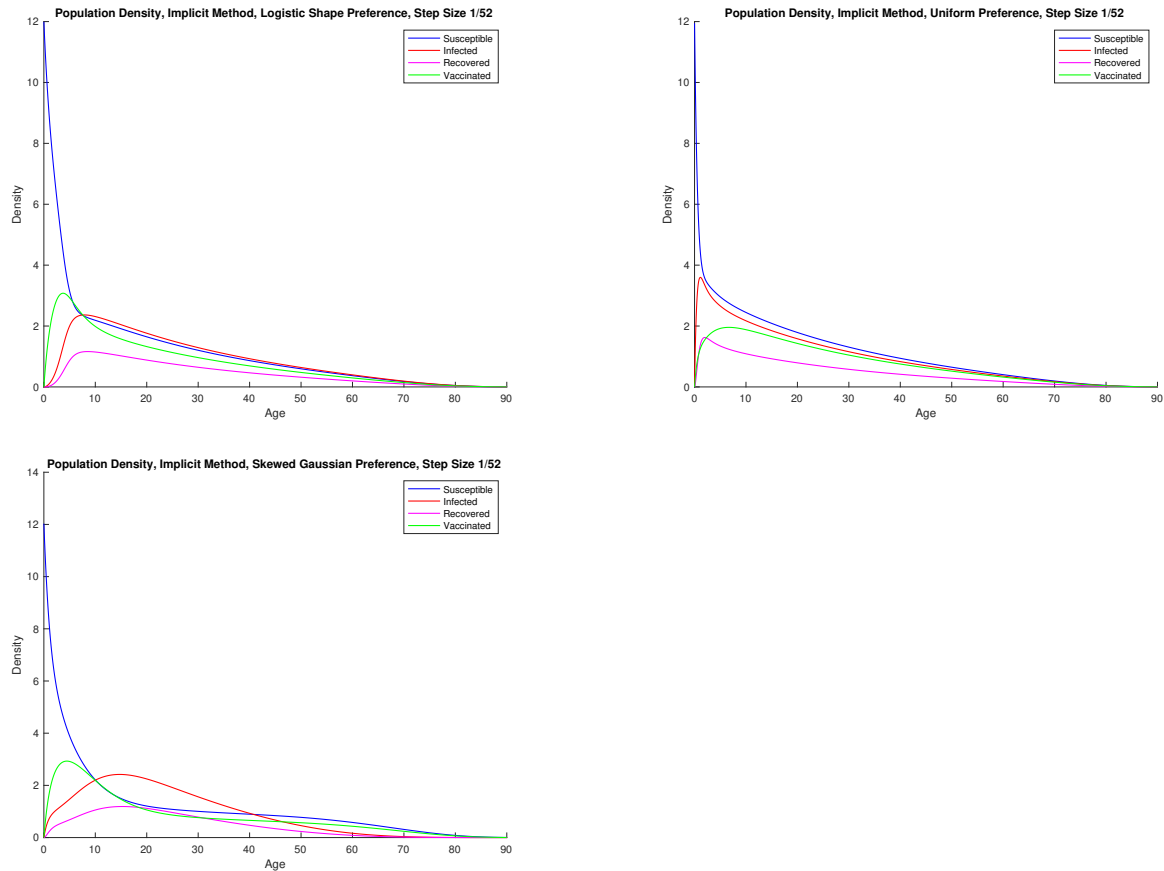 Population Density, Implicit Method, Logistic Shape Preference, Step Size 1/52
12
10
8
6
4
2
0
Density
Susceptible
Infected
Recovered
Vaccinated
0 10 20 30 40 50 60 70 80 90
Age
Population Density, Implicit Method, Uniform Preference, Step Size 1/52
12
10
8
6
4
2
0
Density
Susceptible
Infected
Recovered
Vaccinated
0 10 20 30 40 50 60 70 80 90
Age
Population Density, Implicit Method, Skewed Gaussian Preference, Step Size 1/52
14
12
10
8
6
4
2
0
Density
Susceptible
Infected
Recovered
Vaccinated
0 10 20 30 40 50 60 70 80 90
Age